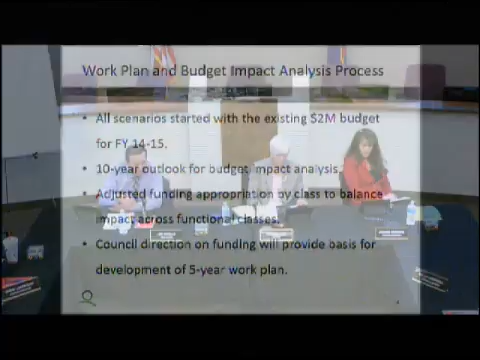 Work Plan and Budget Impact Analysis Process
• All scenarios started with the existing $2M budget
for FY 14-15.
• 10-year outlook for budget impact analysis.
• Adjusted funding appropriation by class to balance
impact across functional classes.
• Council direction on funding will provide basis for
development of 5-year work plan.